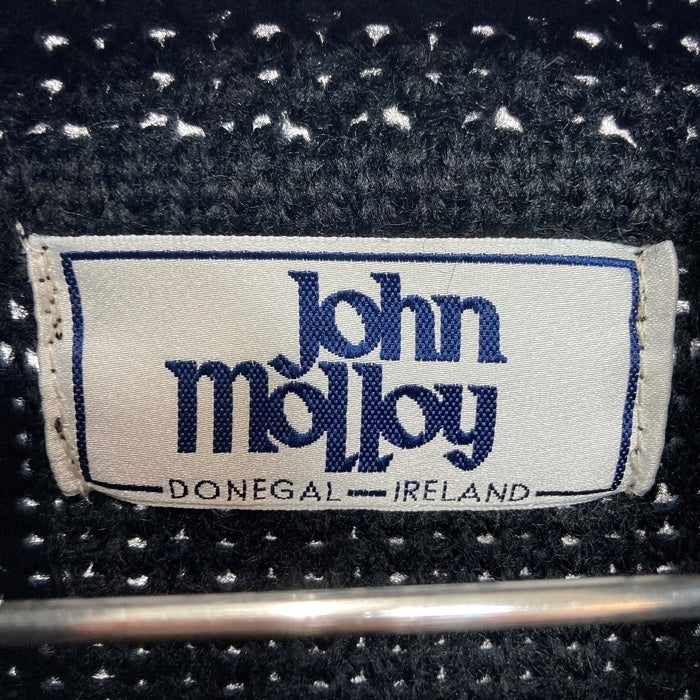 John
molloy
DONEGAL — IRELAND